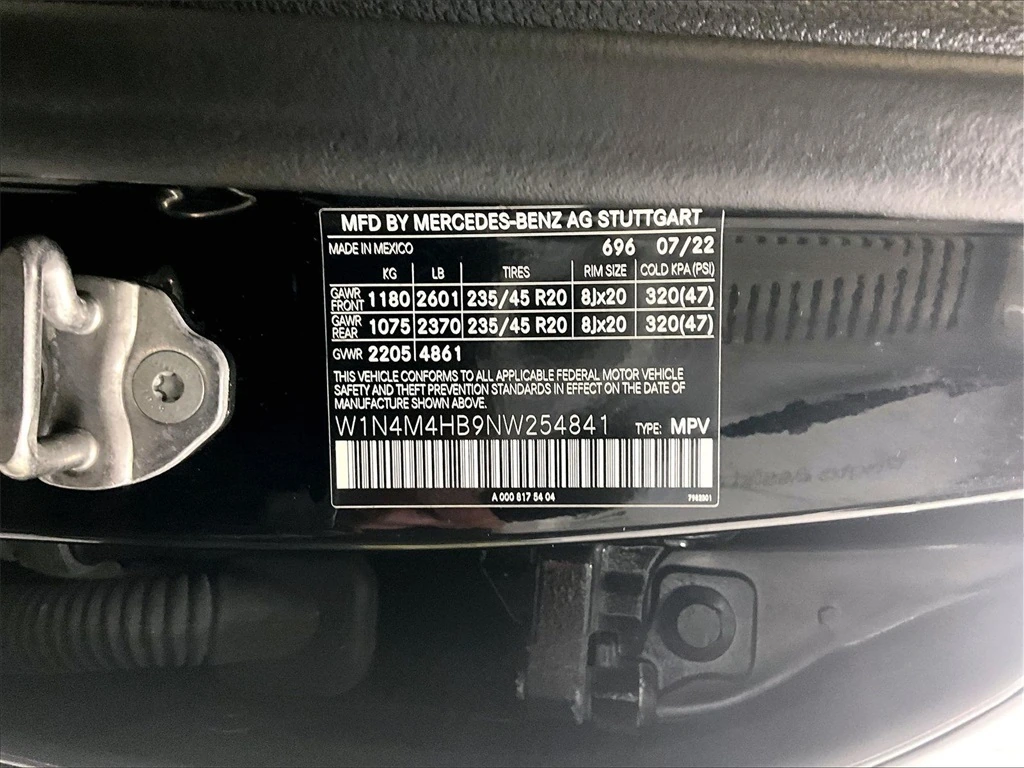 MFD BY MERCEDES-BENZ AG STUTTGART
MADE IN MEXICO 696 07/22
KG LB TIRES RIM SIZE COLD KPA (PSI)
GAWR FRONT 1180 2601 235/45 R20 8Jx20 320(47)
GAWR REAR 1075 2370 235/45 R20 8Jx20 320(47)
GVWR 2205 4861
THIS VEHICLE CONFORMS TO ALL APPLICABLE FEDERAL MOTOR VEHICLE
SAFETY AND THEFT PREVENTION STANDARDS IN EFFECT ON THE DATE OF
MANUFACTURE SHOWN ABOVE.
W1N4M4HB9NW254841 TYPE: MPV
A 000 817 54 04